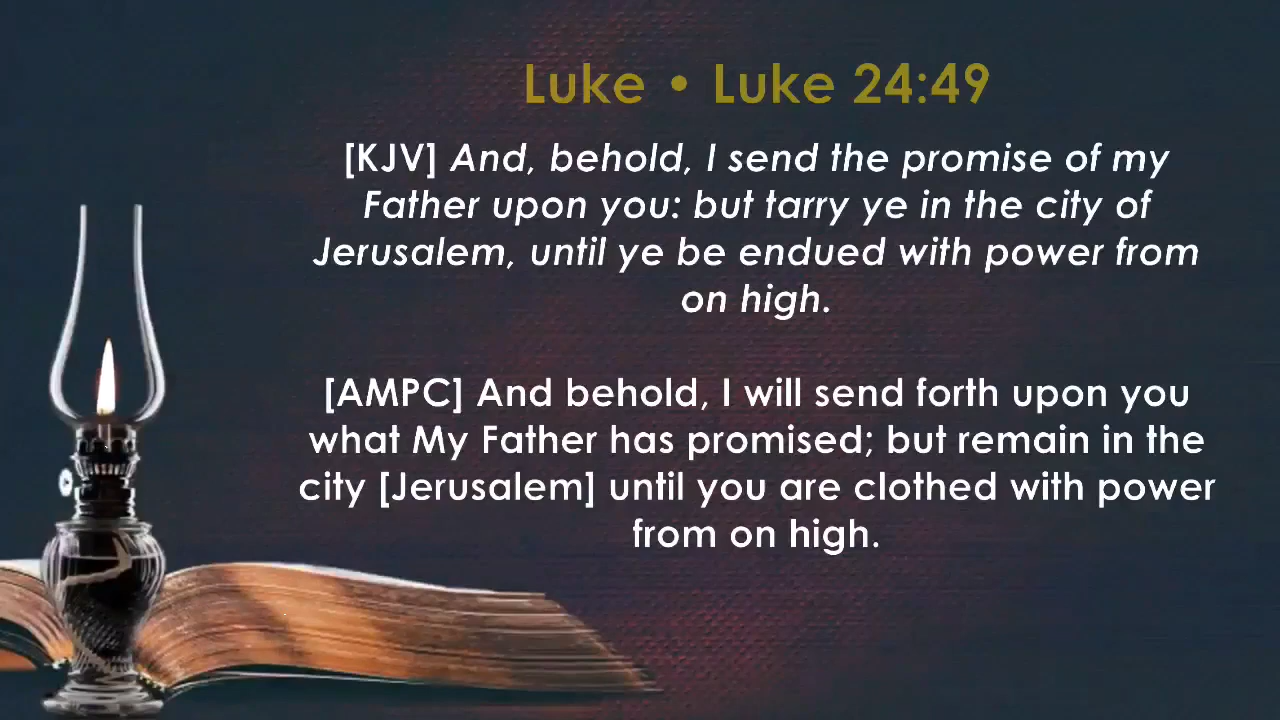 Luke • Luke 24:49
[KJV] And, behold, I send the promise of my
Father upon you: but tarry ye in the city of
Jerusalem, until ye be endued with power from
on high.
[AMPC] And behold, I will send forth upon you
what My Father has promised; but remain in the
city [Jerusalem] until you are clothed with power
from on high.